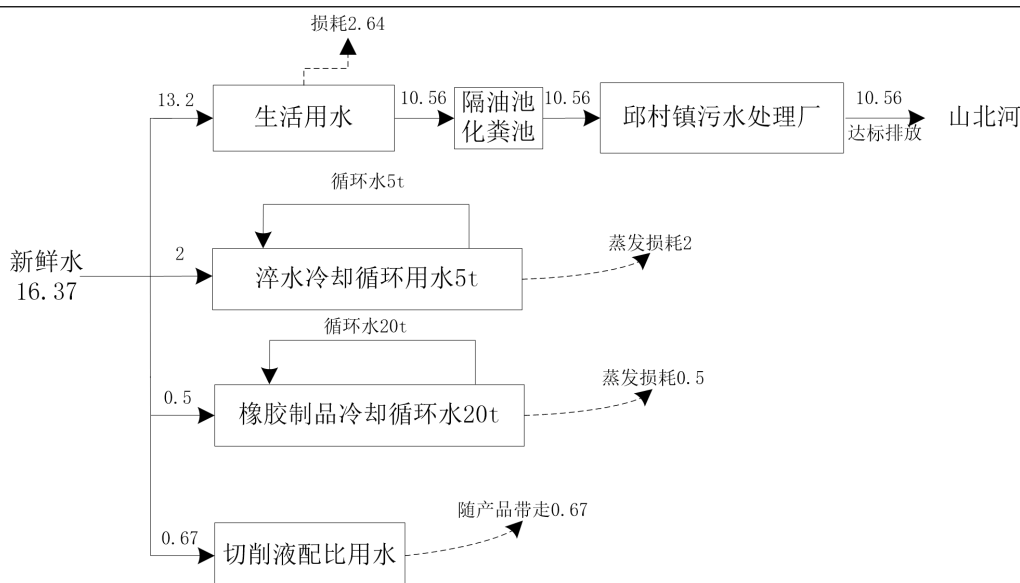 损耗2.64
13.2
生活用水
10.56
隔油池
化粪池
10.56
邱村镇污水处理厂
10.56
达标排放
山北河
循环水5t
新鲜水
16.37
2
淬水冷却循环用水5t
蒸发损耗2
循环水20t
0.5
橡胶制品冷却循环水20t
蒸发损耗0.5
0.67
切削液配比用水
随产品带走0.67